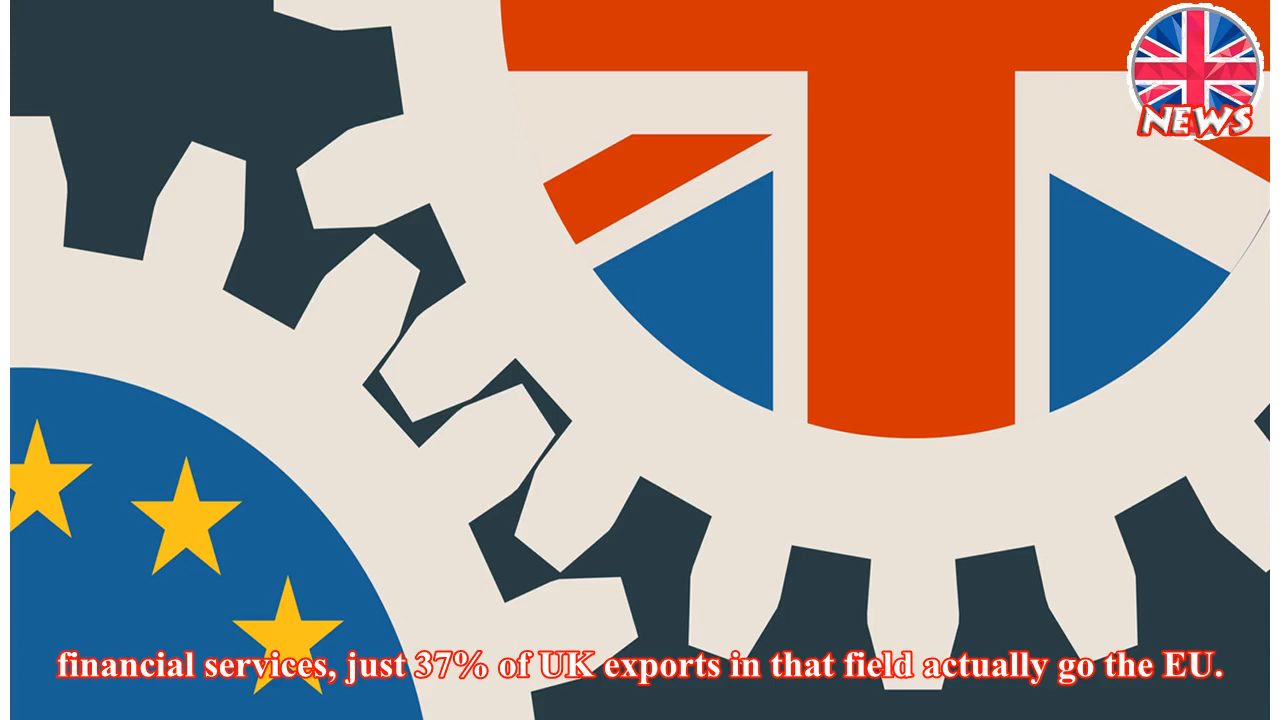 NEWS
financial services, just 37% of UK exports in that field actually go the EU.